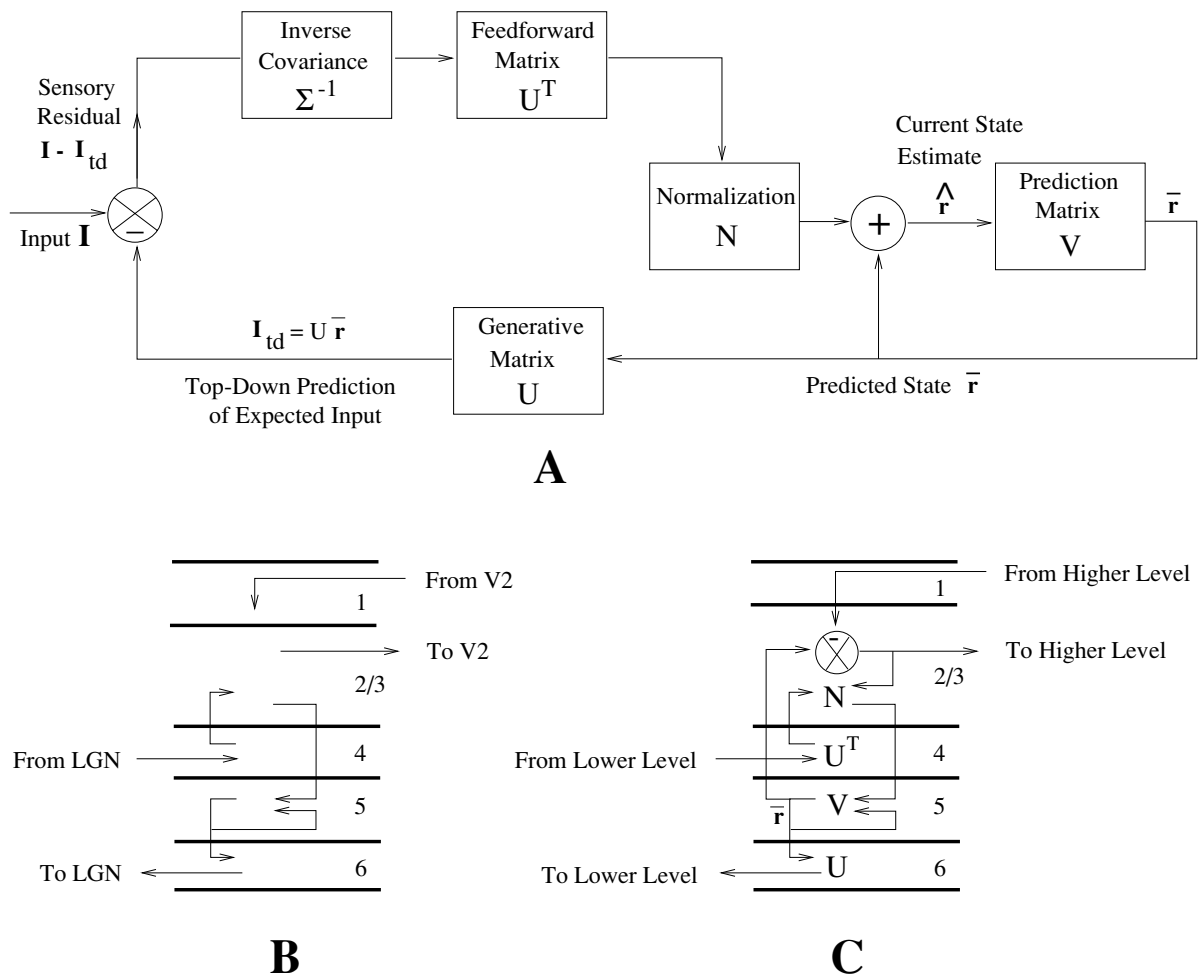 Inverse
Covariance
Σ-1
Feedforward
Matrix
UT
Sensory
Residual
I - Itd
Input I
-
Normalization
N
+
Current State
Estimate
r̂
Prediction
Matrix
V
r̄
Itd = U r̄
Top-Down Prediction
of Expected Input
Generative
Matrix
U
Predicted State r̄
A
From V2
1
To V2
2/3
From LGN
4
5
To LGN
6
B
From Higher Level
1
-
To Higher Level
2/3
N
From Lower Level
UT
4
V
5
r̄
To Lower Level
U
6
C